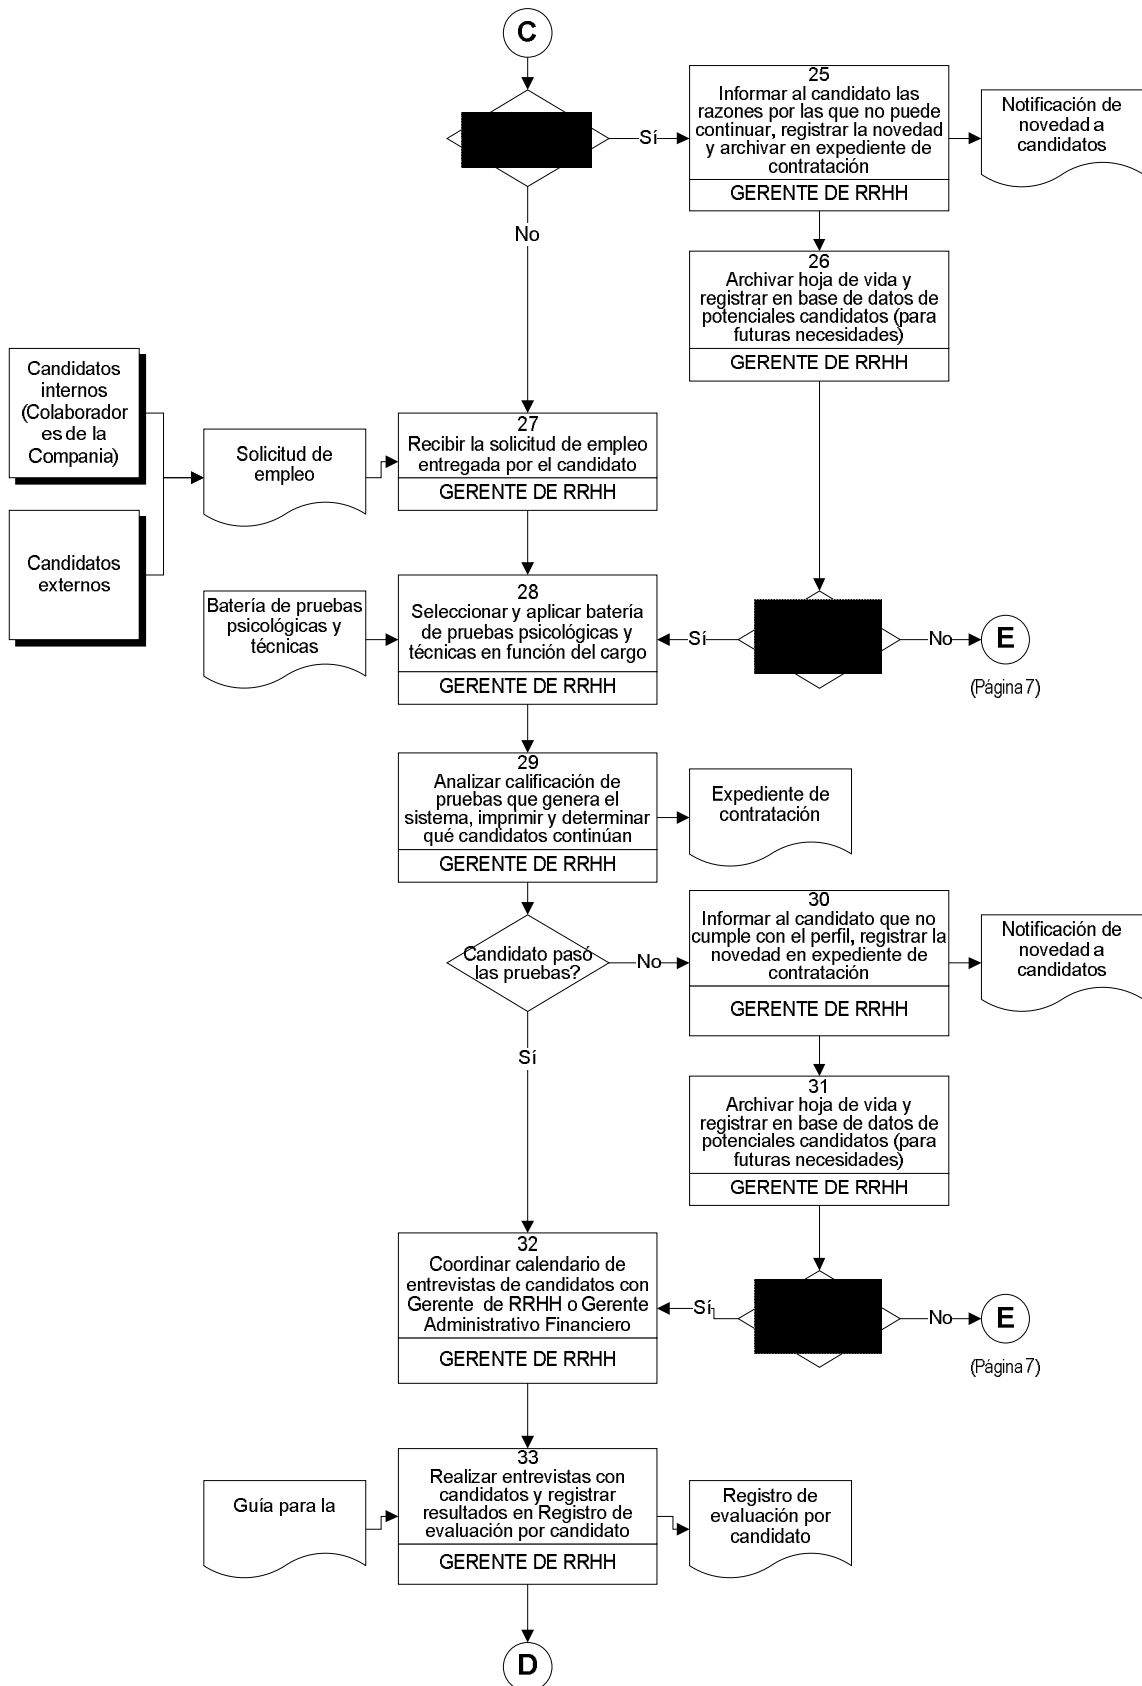 C
25
Informar al candidato las
razones por las que no puede
continuar, registrar la novedad
y archivar en expediente de
contratación
GERENTE DE RRHH
Notificación de
novedad a
candidatos
Sí
No
26
Archivar hoja de vida y
registrar en base de datos de
potenciales candidatos (para
futuras necesidades)
GERENTE DE RRHH
Candidatos
internos
(Colaborador
es de la
Compania)
Candidatos
externos
Solicitud de
empleo
27
Recibir la solicitud de empleo
entregada por el candidato
GERENTE DE RRHH
Batería de pruebas
psicológicas y
técnicas
28
Seleccionar y aplicar batería
de pruebas psicológicas y
técnicas en función del cargo
GERENTE DE RRHH
Sí
No
E
(Página 7)
29
Analizar calificación de
pruebas que genera el
sistema, imprimir y determinar
qué candidatos continúan
GERENTE DE RRHH
Expediente de
contratación
Candidato pasó
las pruebas?
No
Sí
30
Informar al candidato que no
cumple con el perfil, registrar la
novedad en expediente de
contratación
GERENTE DE RRHH
Notificación de
novedad a
candidatos
31
Archivar hoja de vida y
registrar en base de datos de
potenciales candidatos (para
futuras necesidades)
GERENTE DE RRHH
32
Coordinar calendario de
entrevistas de candidatos con
Gerente de RRHH o Gerente
Administrativo Financiero
GERENTE DE RRHH
Sí
No
E
(Página 7)
Guía para la
33
Realizar entrevistas con
candidatos y registrar
resultados en Registro de
evaluación por candidato
GERENTE DE RRHH
Registro de
evaluación por
candidato
D